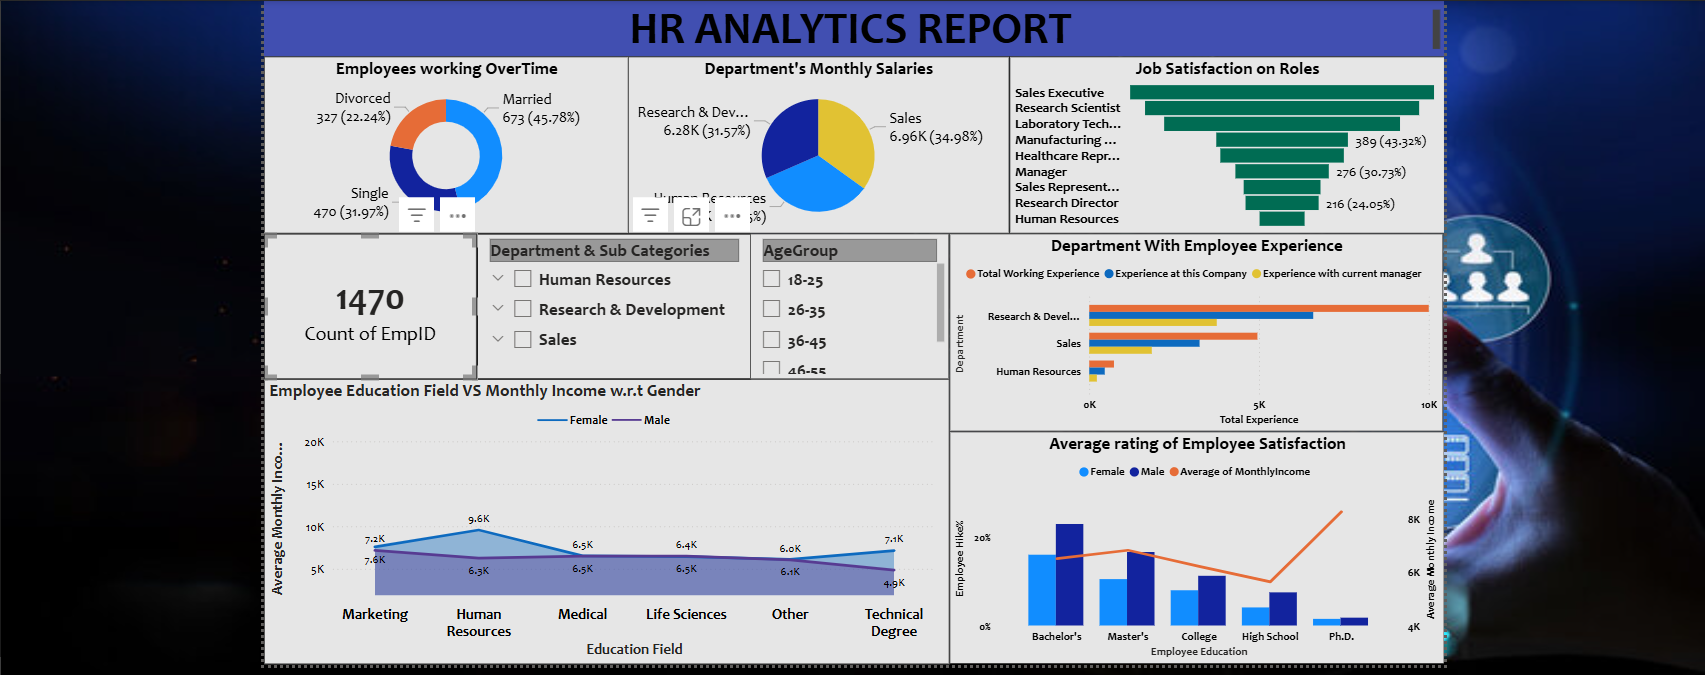 HR ANALYTICS REPORT
Employees working OverTime
Divorced
327 (22.24%)
Married
673 (45.78%)
Single
470 (31.97%)
Department's Monthly Salaries
Research & Dev...
6.28K (31.57%)
Sales
6.96K (34.98%)
Human Resources
Job Satisfaction on Roles
Sales Executive
Research Scientist
Laboratory Tech...
Manufacturing ...
389 (43.32%)
Healthcare Repr...
Manager
276 (30.73%)
Sales Represent...
Research Director
216 (24.05%)
Human Resources
1470
Count of EmpID
Department & Sub Categories
Human Resources
Research & Development
Sales
AgeGroup
18-25
26-35
36-45
46-55
Department With Employee Experience
Total Working Experience
Experience at this Company
Experience with current manager
Department
Research & Devel...
Sales
Human Resources
0K
5K
10K
Total Experience
Employee Education Field VS Monthly Income w.r.t Gender
Female
Male
Average Monthly Inco...
20K
15K
10K
5K
7.2K
7.6K
9.6K
6.3K
6.5K
6.5K
6.4K
6.5K
6.0K
6.1K
7.1K
4.9K
Marketing
Human
Resources
Medical
Life Sciences
Other
Technical
Degree
Education Field
Average rating of Employee Satisfaction
Female
Male
Average of MonthlyIncome
Employee Hike%
20%
0%
8K
6K
4K
Average Monthly Income
Bachelor's
Master's
College
High School
Ph.D.
Employee Education